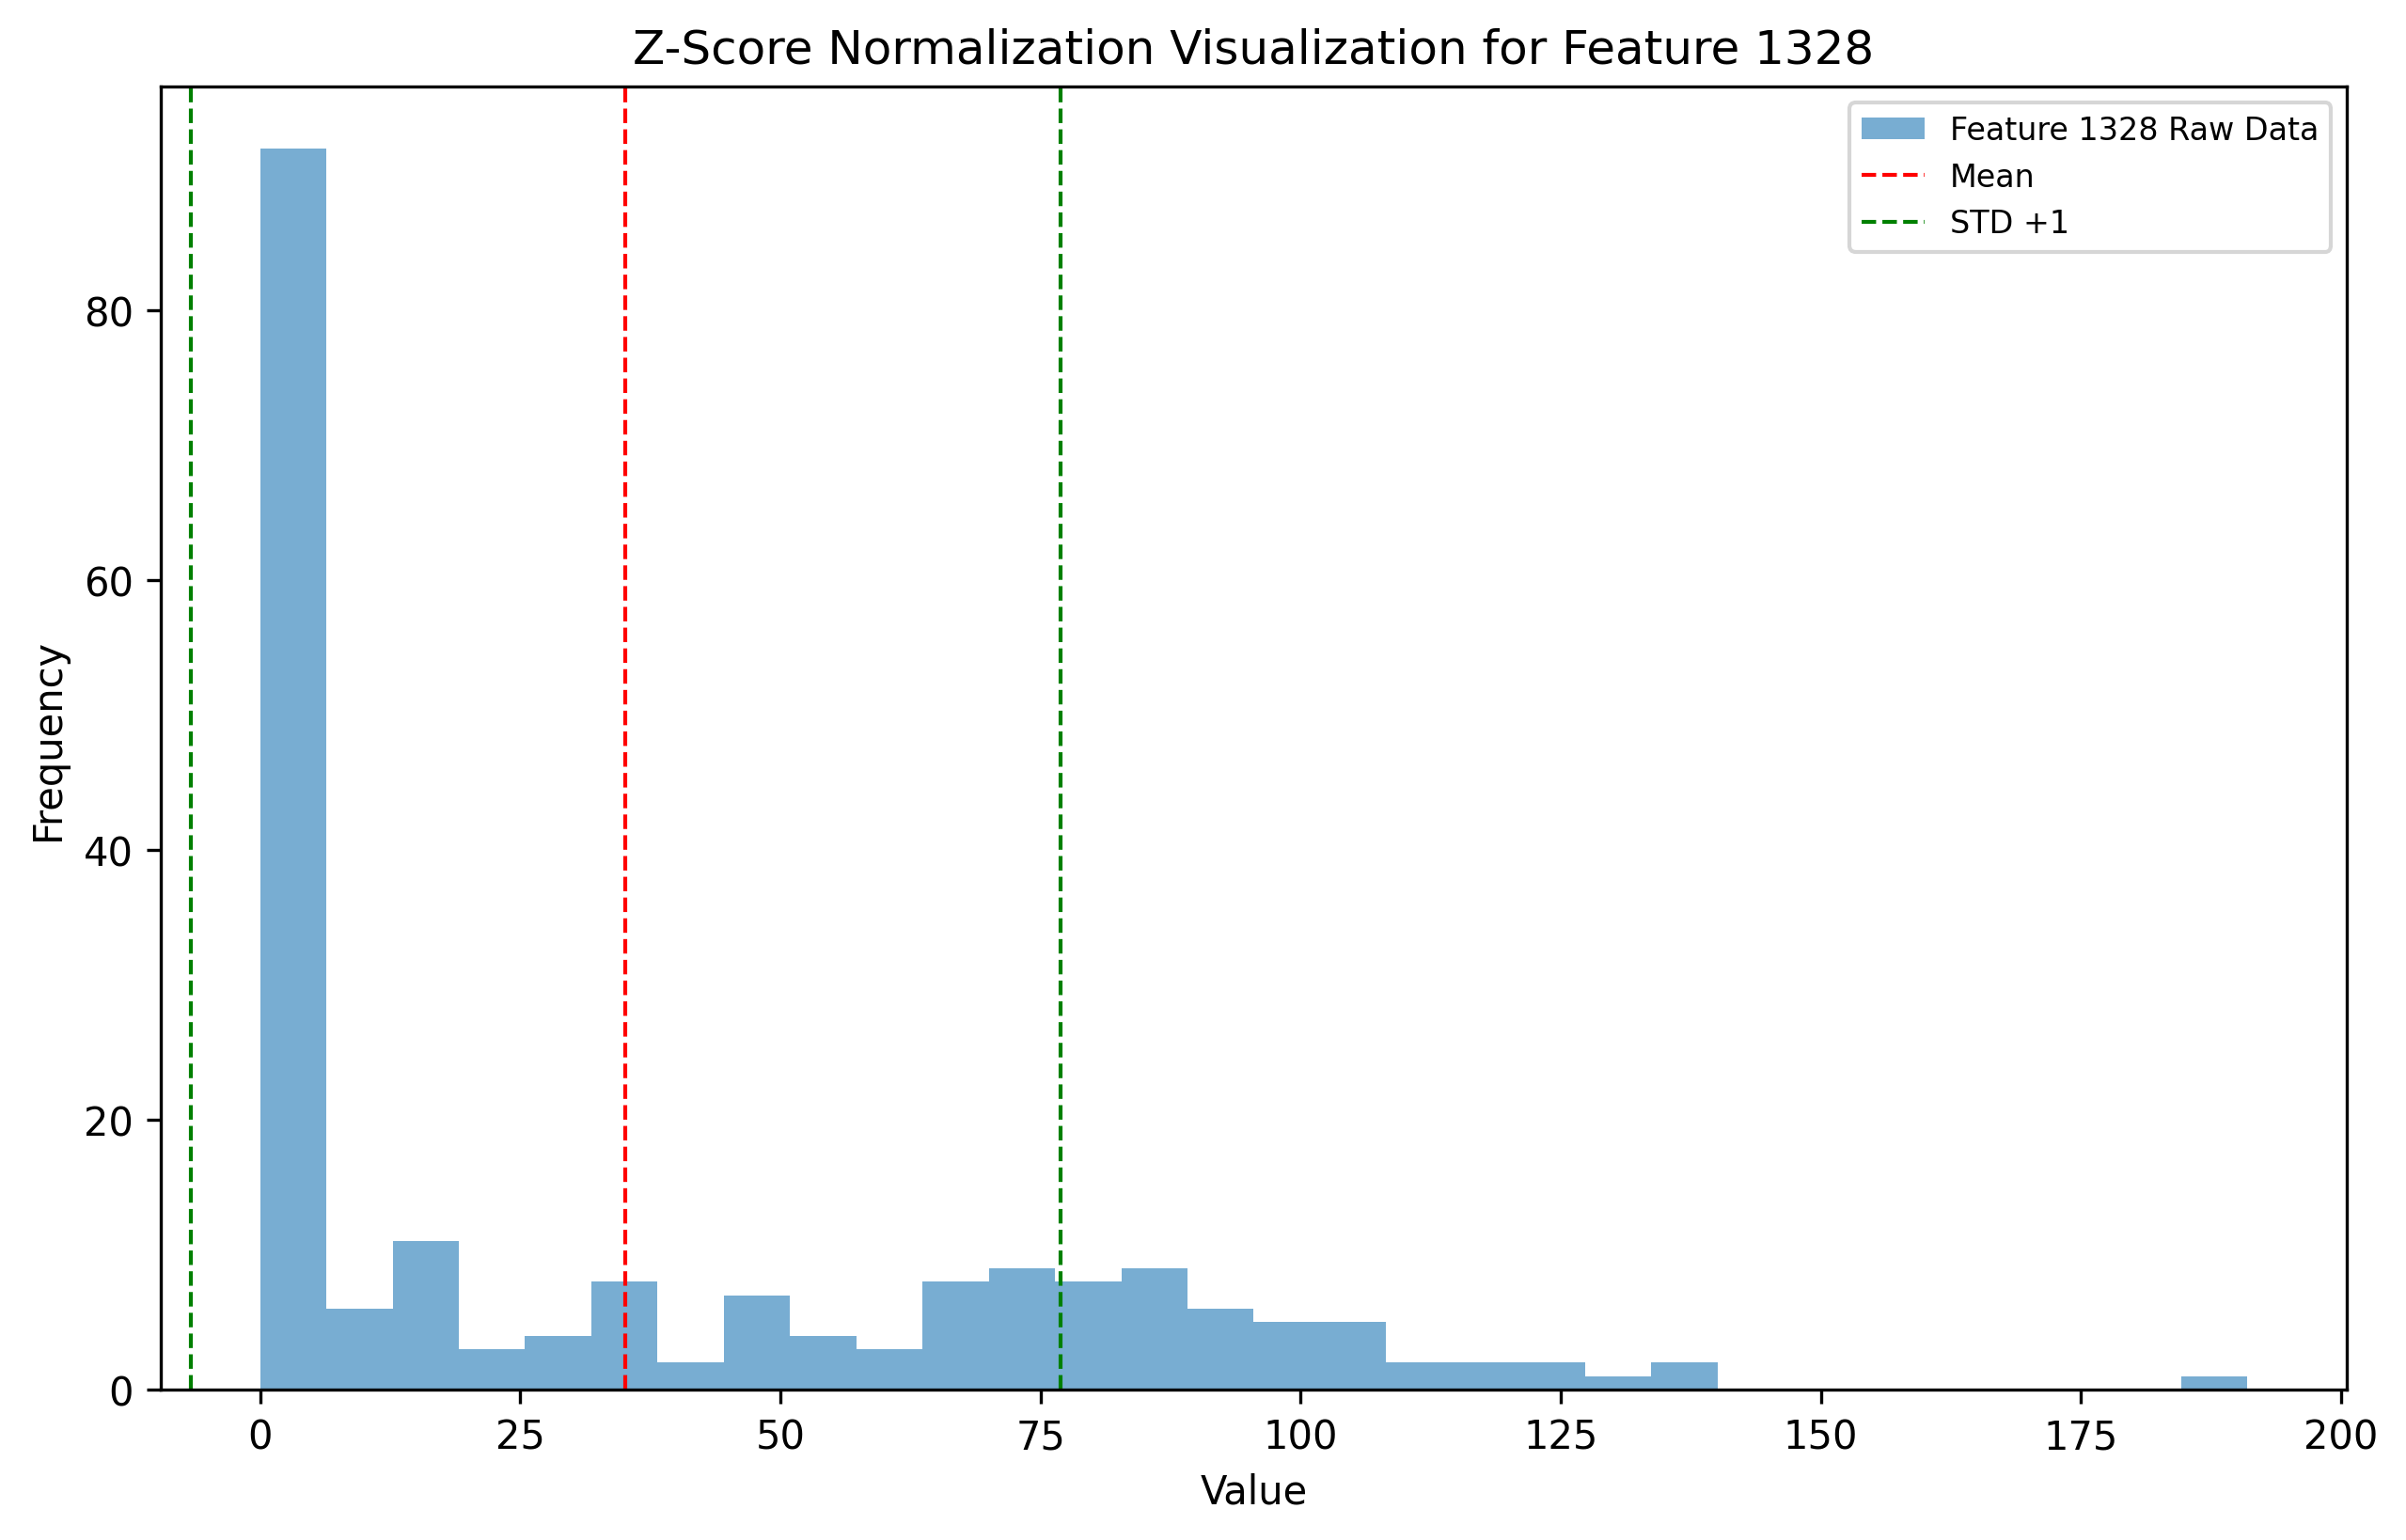 Z-Score Normalization Visualization for Feature 1328
Feature 1328 Raw Data
Mean
STD +1
Frequency
80
60
40
20
0
0 25 50 75 100 125 150 175 200
Value